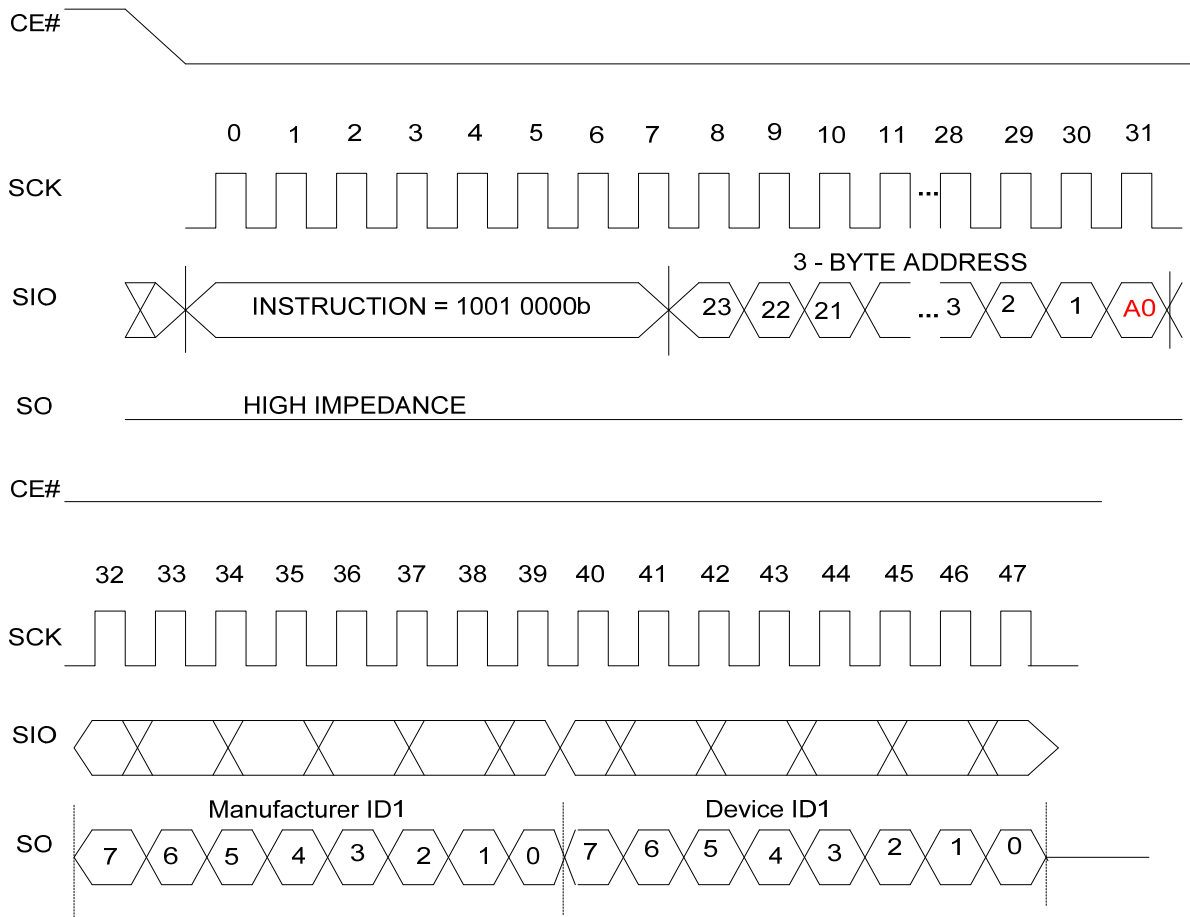 CE#
0 1 2 3 4 5 6 7 8 9 10 11 28 29 30 31
SCK ...
3 - BYTE ADDRESS
SIO INSTRUCTION = 1001 0000b 23 22 21 ... 3 2 1 A0
SO HIGH IMPEDANCE
CE#
32 33 34 35 36 37 38 39 40 41 42 43 44 45 46 47
SCK
SIO
Manufacturer ID1 Device ID1
SO 7 6 5 4 3 2 1 0 7 6 5 4 3 2 1 0